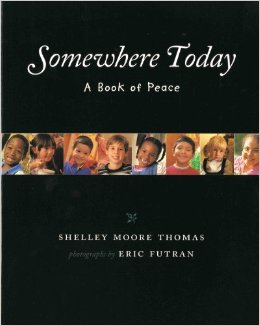 Somewhere Today
A Book of Peace
SHELLEY MOORE THOMAS
photographs by ERIC FUTRAN